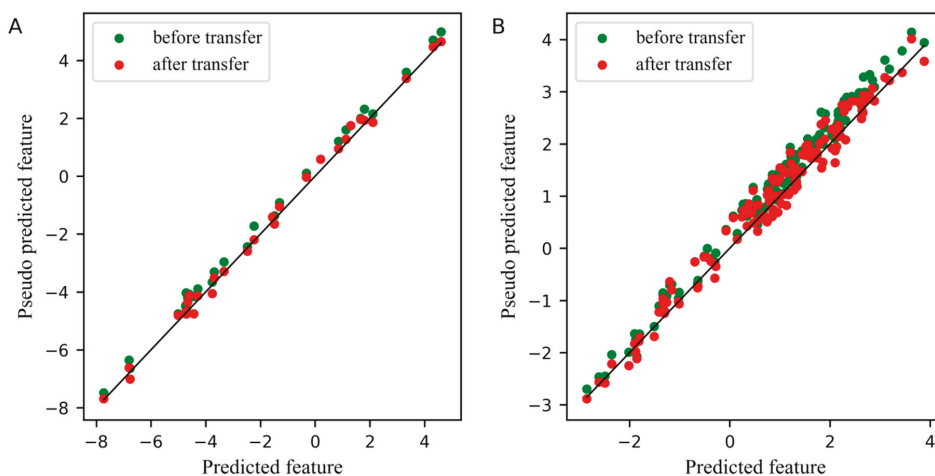 A
before transfer
after transfer
Pseudo predicted feature
4
2
0
−2
−4
−6
−8
−8
−6
−4
−2
0
2
4
Predicted feature
B
before transfer
after transfer
Pseudo predicted feature
4
3
2
1
0
−1
−2
−3
−2
0
2
4
Predicted feature